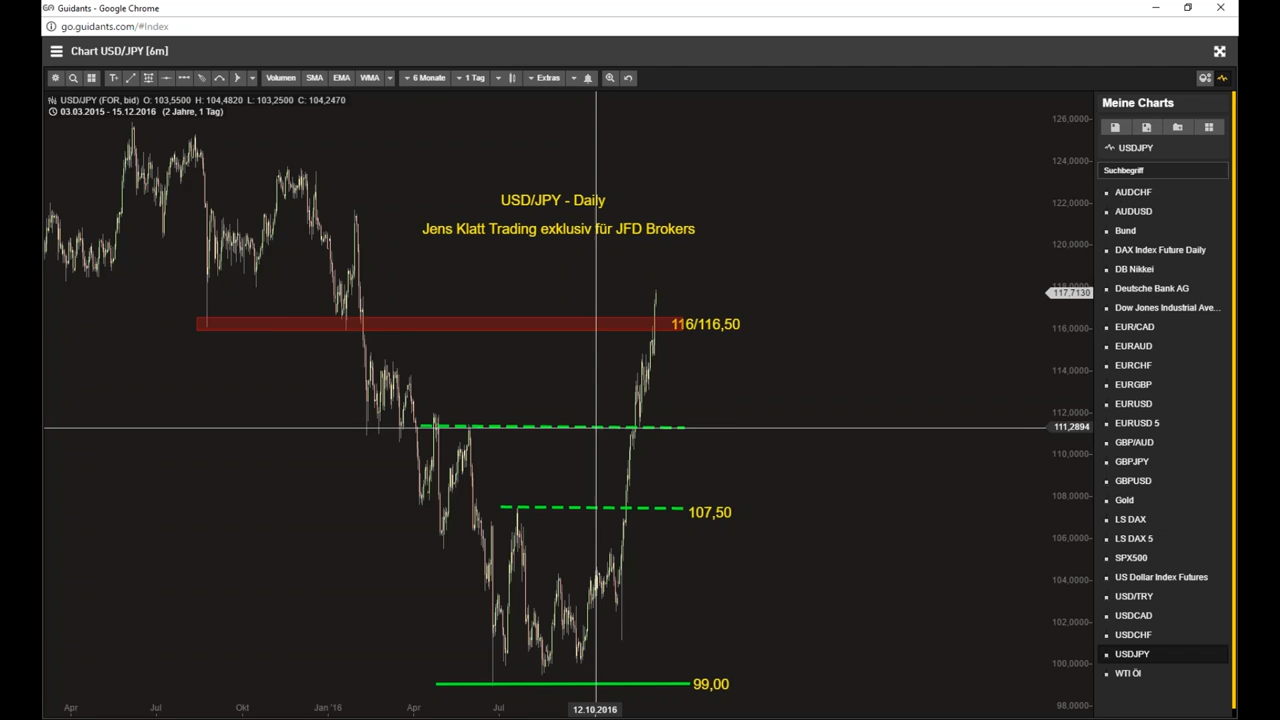 Guidants - Google Chrome
go.guidants.com/#Index
Chart USD/JPY [6m]
Volumen SMA EMA WMA 6 Monate 1 Tag Extras
USD/JPY (FOR, bid) O: 103,5500 H: 104,4820 L: 103,2500 C: 104,2470
03.03.2015 - 15.12.2016 (2 Jahre, 1 Tag)
USD/JPY - Daily
Jens Klatt Trading exklusiv für JFD Brokers
116/116,50
107,50
99,00
126,0000
124,0000
122,0000
120,0000
118,0000
117,7130
116,0000
114,0000
112,0000
111,2894
110,0000
108,0000
106,0000
104,0000
102,0000
100,0000
98,0000
Apr Jul Okt Jan '16 Apr Jul 12.10.2016
Meine Charts
USDJPY
Suchbegriff
AUDCHF
AUDUSD
Bund
DAX Index Future Daily
DB Nikkei
Deutsche Bank AG
Dow Jones Industrial Ave...
EUR/CAD
EURAUD
EURCHF
EURGBP
EURUSD
EURUSD 5
GBP/AUD
GBPJPY
GBPUSD
Gold
LS DAX
LS DAX 5
SPX500
US Dollar Index Futures
USD/TRY
USDCAD
USDCHF
USDJPY
WTI Öl